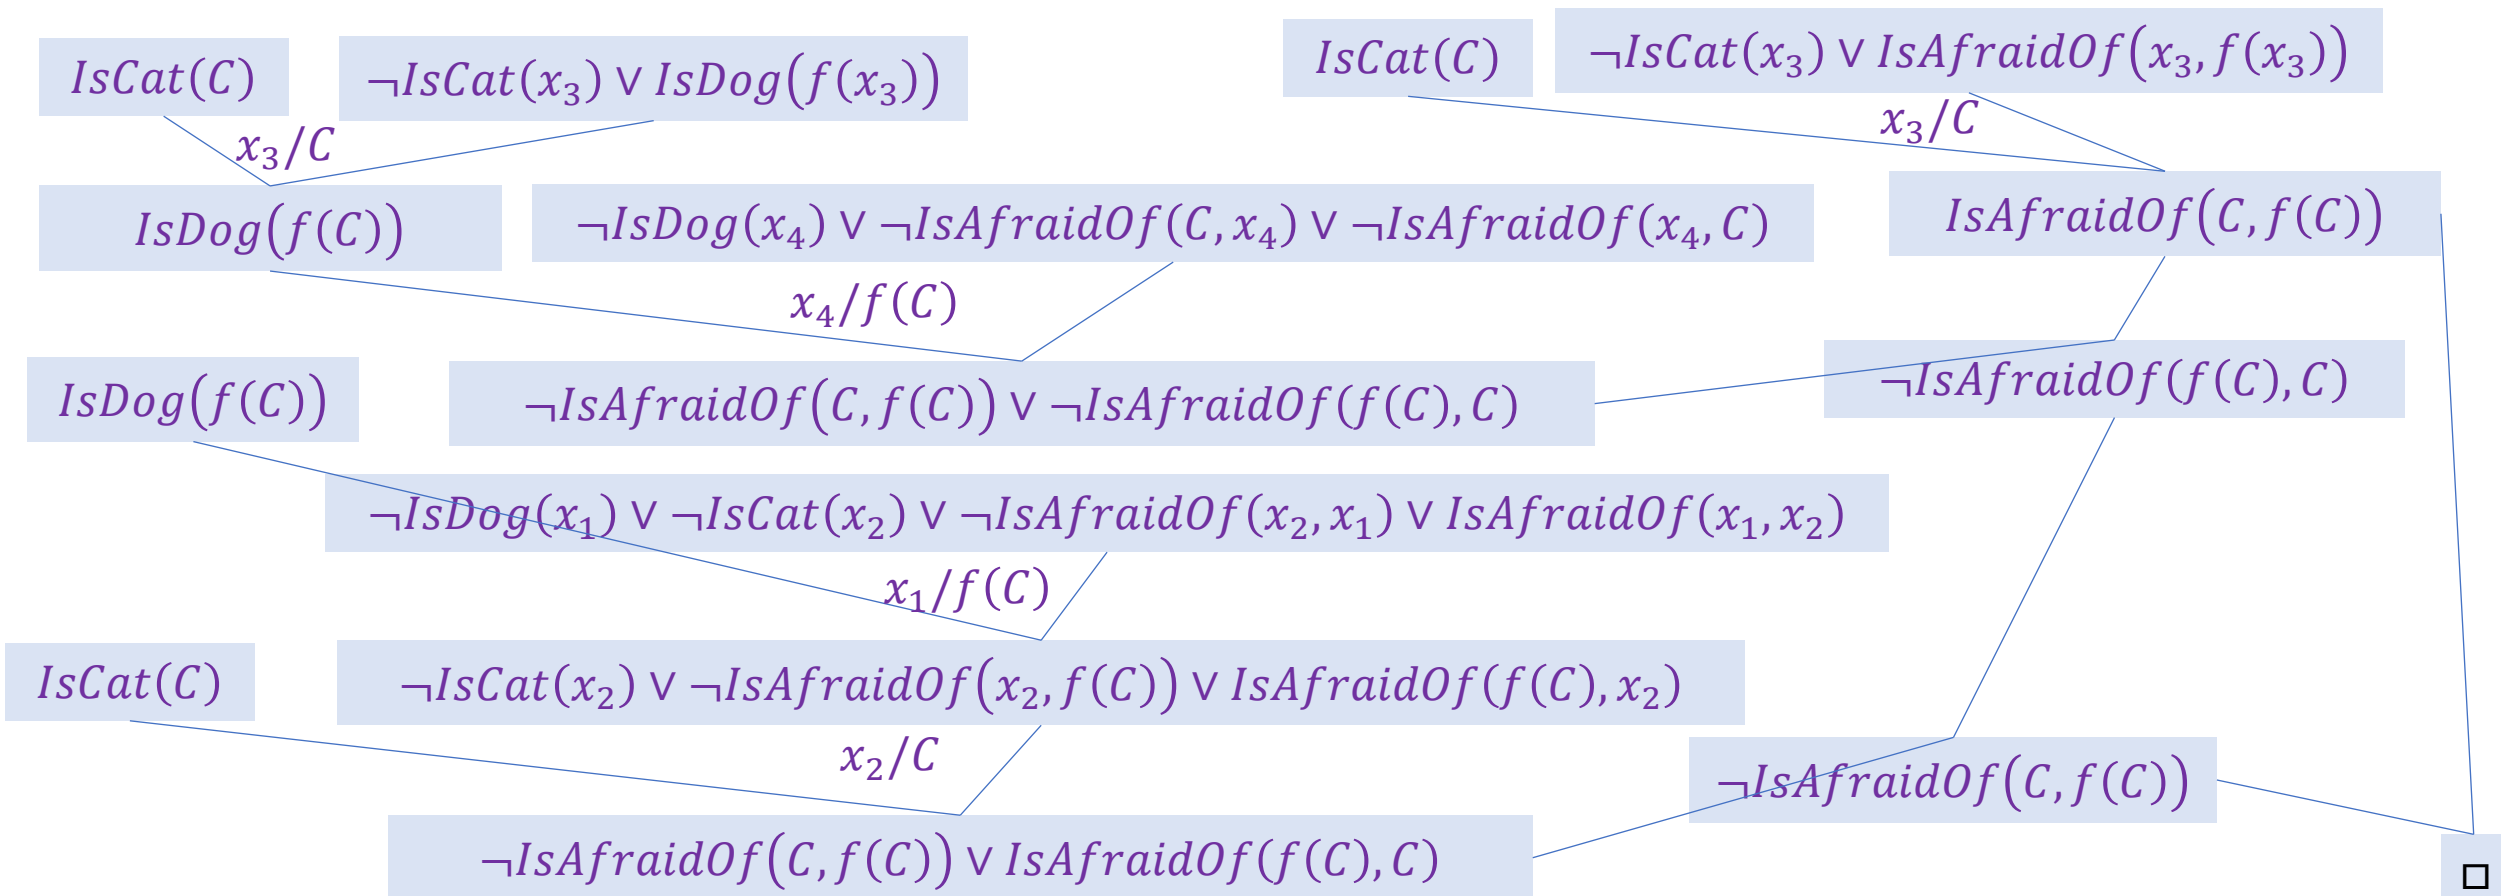 IsCat(C)
¬IsCat(x₃) ∨ IsDog(f(x₃))
IsCat(C)
¬IsCat(x₃) ∨ IsAfraidOf(x₃, f(x₃))
x₃/C
x₃/C
IsDog(f(C))
¬IsDog(x₄) ∨ ¬IsAfraidOf(C, x₄) ∨ ¬IsAfraidOf(x₄, C)
IsAfraidOf(C, f(C))
x₄/f(C)
IsDog(f(C))
¬IsAfraidOf(C, f(C)) ∨ ¬IsAfraidOf(f(C), C)
¬IsAfraidOf(f(C), C)
¬IsDog(x₁) ∨ ¬IsCat(x₂) ∨ ¬IsAfraidOf(x₂, x₁) ∨ IsAfraidOf(x₁, x₂)
x₁/f(C)
IsCat(C)
¬IsCat(x₂) ∨ ¬IsAfraidOf(x₂, f(C)) ∨ IsAfraidOf(f(C), x₂)
x₂/C
¬IsAfraidOf(C, f(C))
¬IsAfraidOf(C, f(C)) ∨ IsAfraidOf(f(C), C)
□